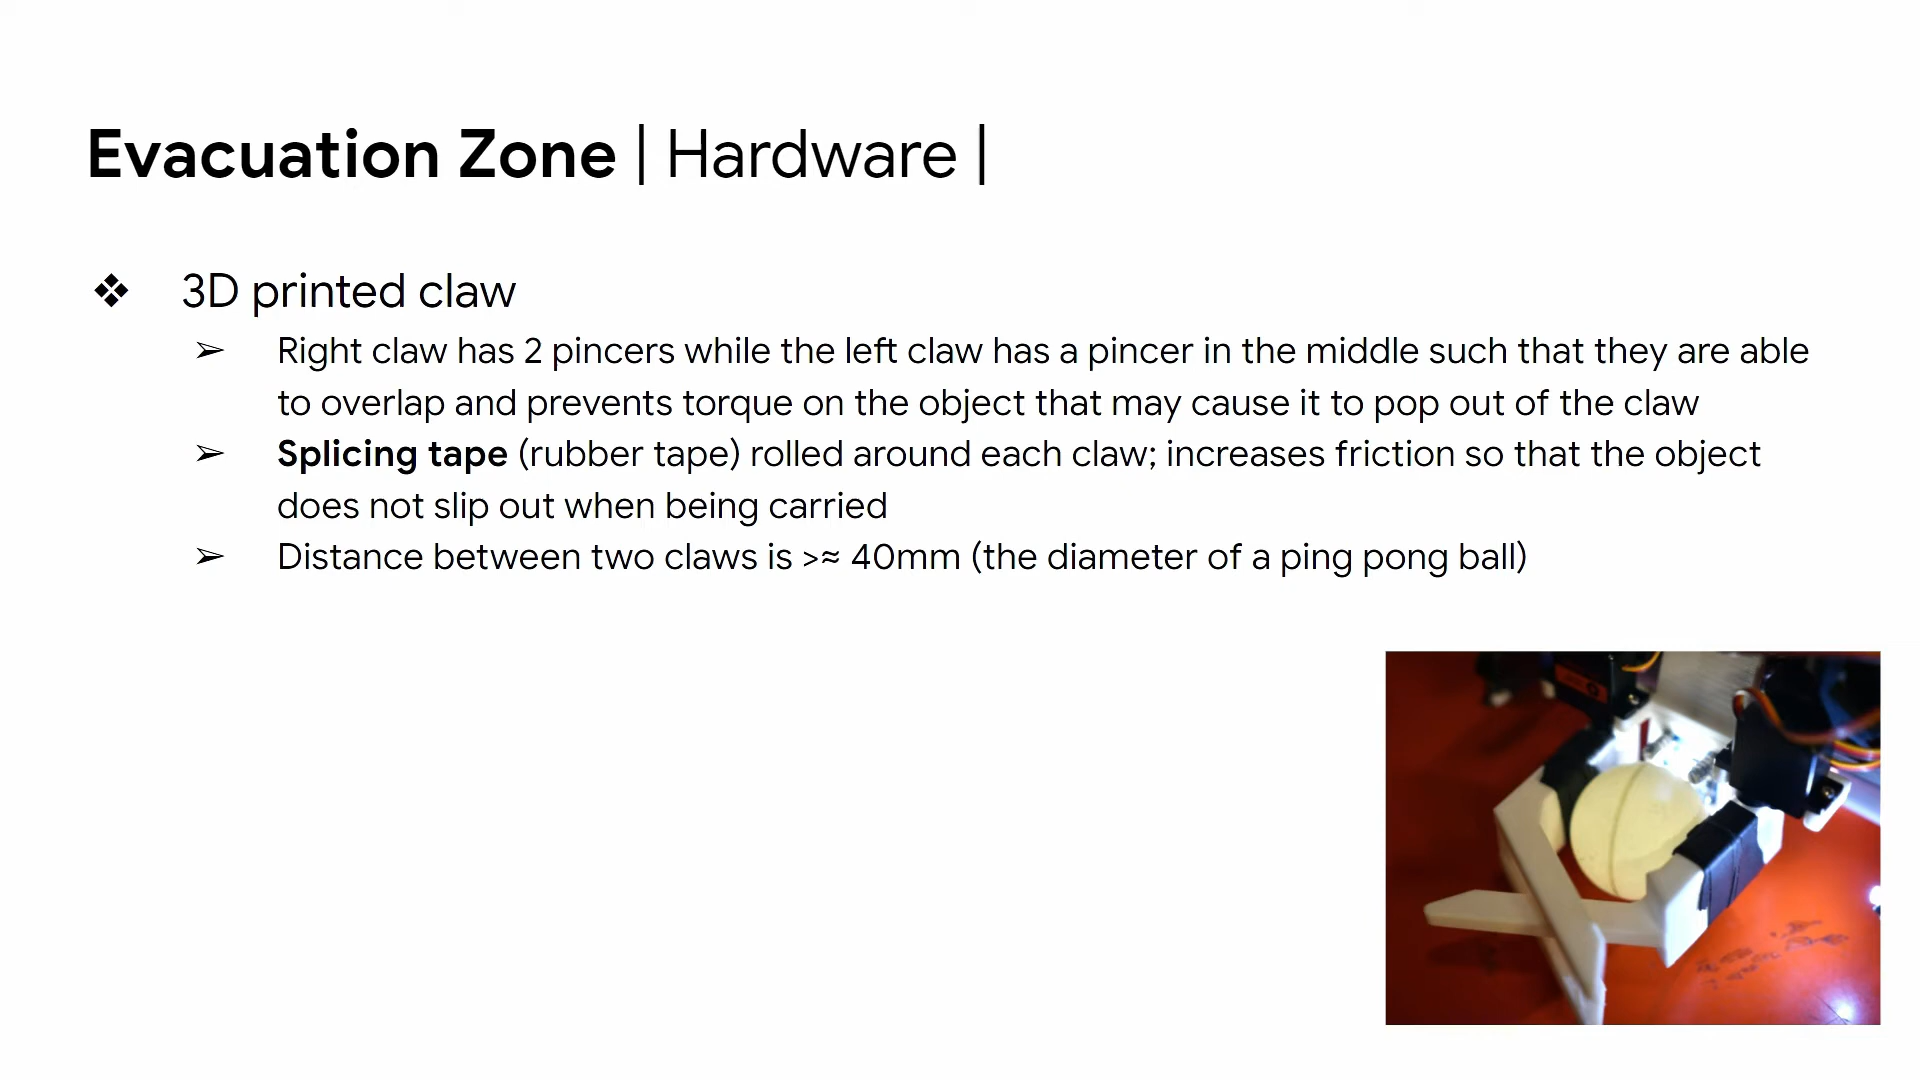 Evacuation Zone | Hardware |
❖ 3D printed claw
➢ Right claw has 2 pincers while the left claw has a pincer in the middle such that they are able
to overlap and prevents torque on the object that may cause it to pop out of the claw
➢ Splicing tape (rubber tape) rolled around each claw; increases friction so that the object
does not slip out when being carried
➢ Distance between two claws is >≈ 40mm (the diameter of a ping pong ball)